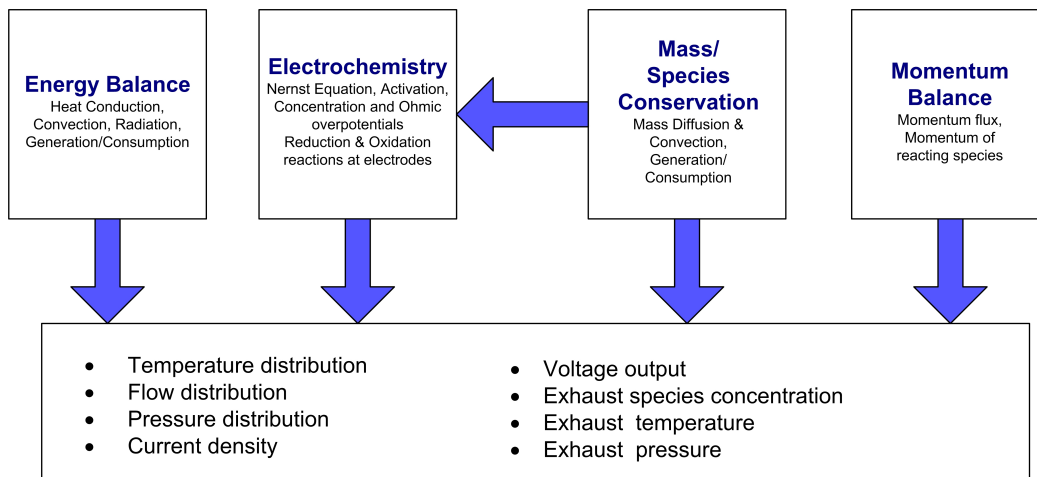 Energy Balance
Heat Conduction,
Convection, Radiation,
Generation/Consumption
Electrochemistry
Nernst Equation, Activation,
Concentration and Ohmic
overpotentials
Reduction & Oxidation
reactions at electrodes
Mass/
Species
Conservation
Mass Diffusion &
Convection,
Generation/
Consumption
Momentum
Balance
Momentum flux,
Momentum of
reacting species
• Temperature distribution
• Flow distribution
• Pressure distribution
• Current density
• Voltage output
• Exhaust species concentration
• Exhaust temperature
• Exhaust pressure